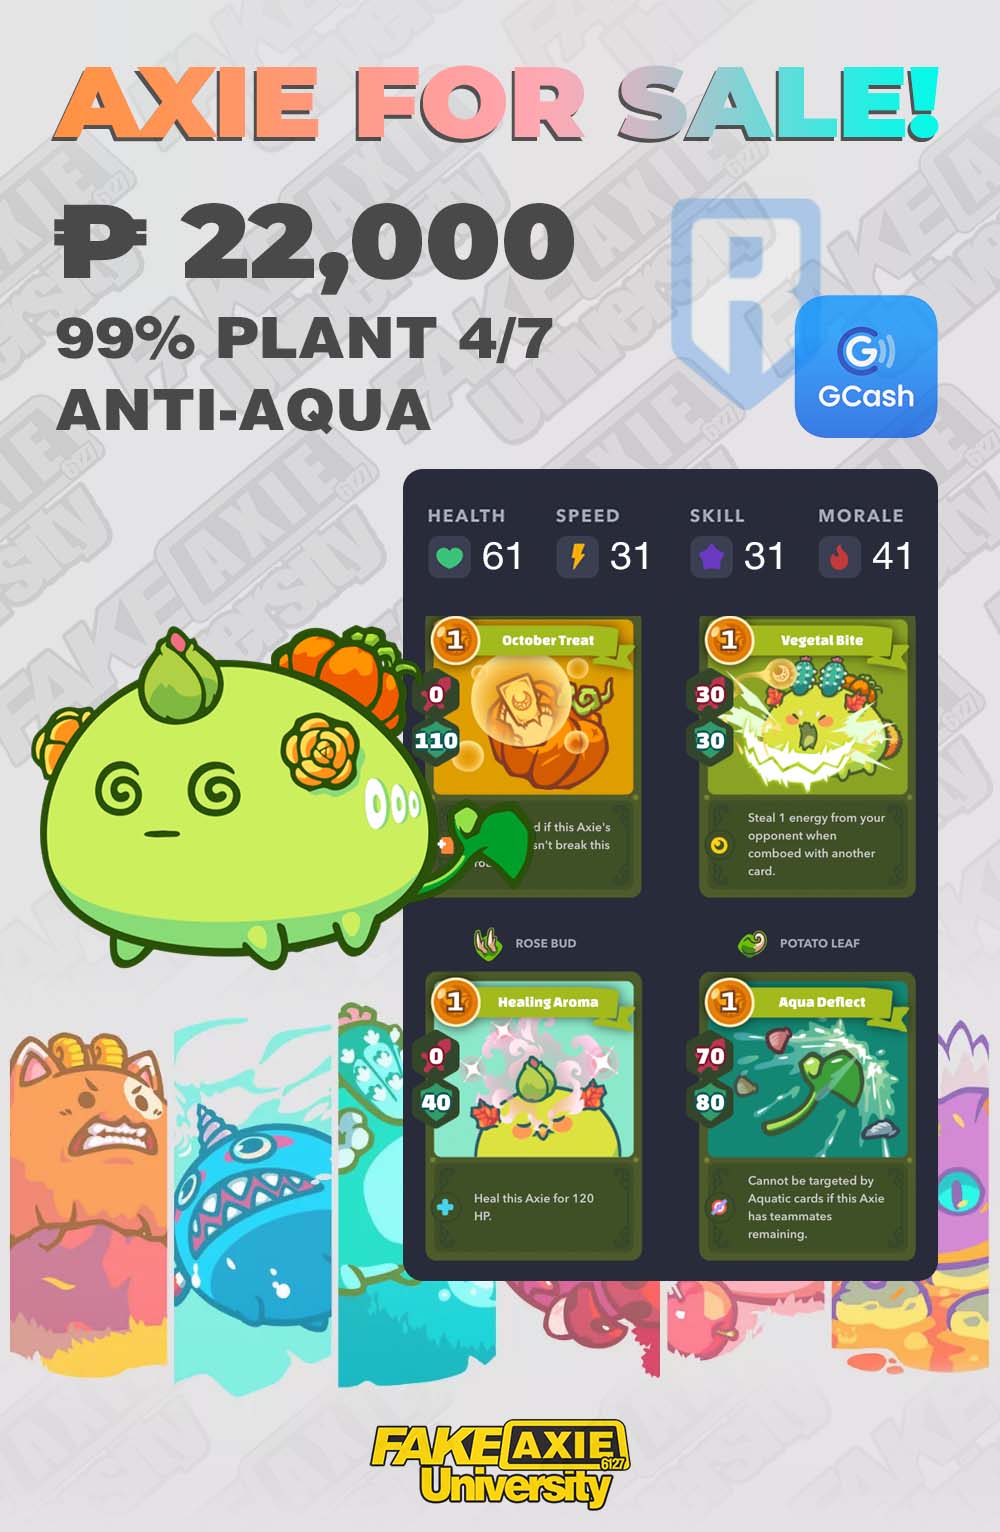 AXIE FOR SALE!
₱ 22,000
99% PLANT 4/7
ANTI-AQUA
R
G
GCash
HEALTH SPEED SKILL MORALE
61 31 31 41
1 October Treat
0
110
d if this Axie's
sn't break this
1 Vegetal Bite
30
30
Steal 1 energy from your
opponent when
comboed with another
card.
ROSE BUD
POTATO LEAF
1 Healing Aroma
0
40
Heal this Axie for 120
HP.
1 Aqua Deflect
70
80
Cannot be targeted by
Aquatic cards if this Axie
has teammates
remaining.
FAKE AXIE
6127
University